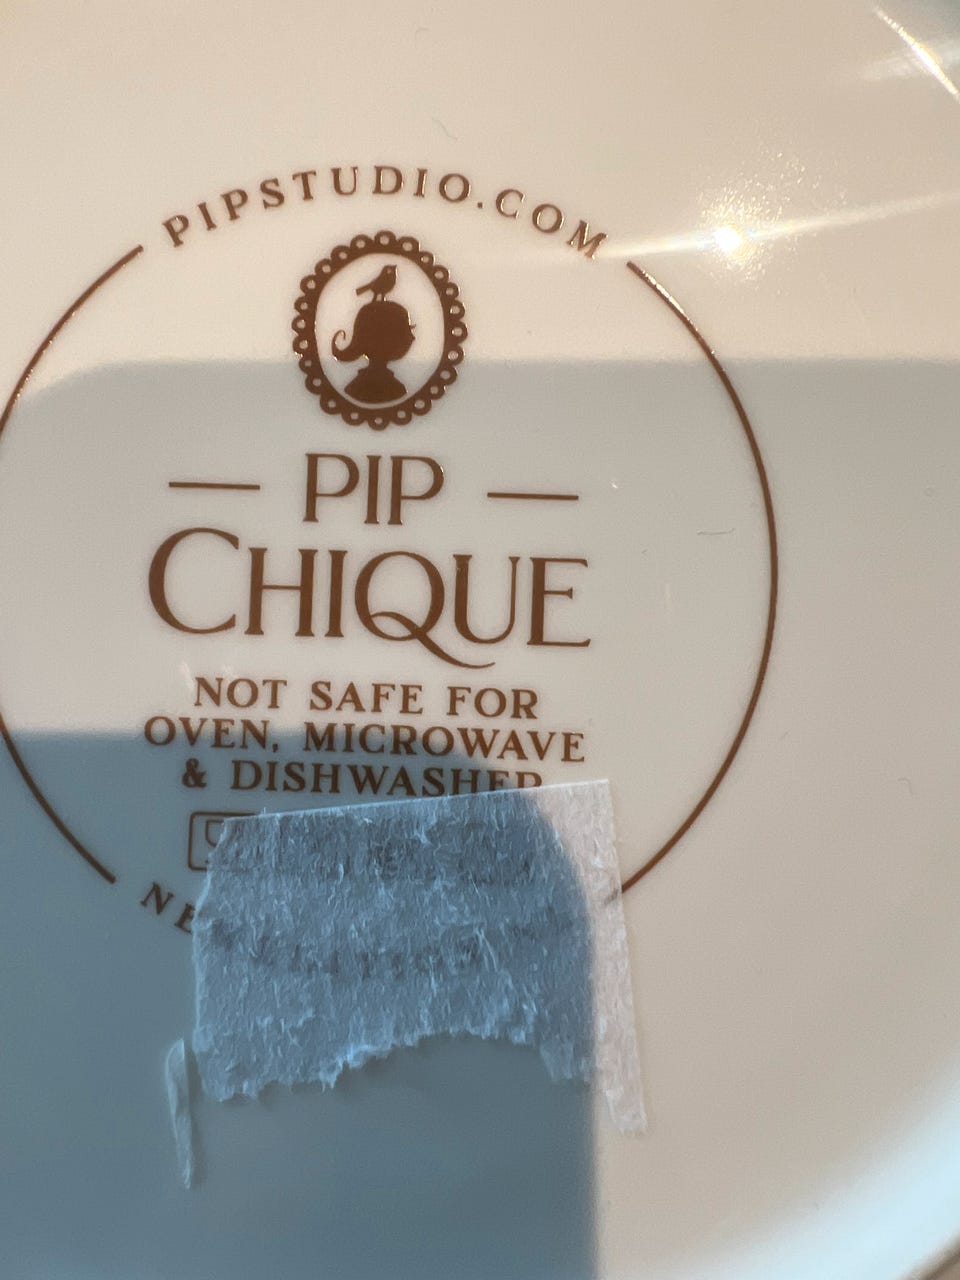 PIPSTUDIO.COM
PIP
CHIQUE
NOT SAFE FOR
OVEN, MICROWAVE
& DISHWASHER